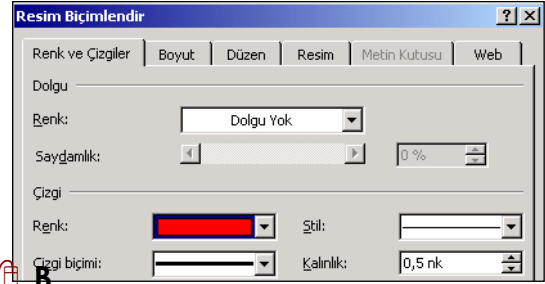 Resim Biçimlendir
Renk ve Çizgiler Boyut Düzen Resim Metin Kutusu Web
Dolgu
Renk: Dolgu Yok
Saydamlık: 0 %
Çizgi
Renk: Stil:
Çizgi biçimi: Kalınlık: 0,5 nk
B